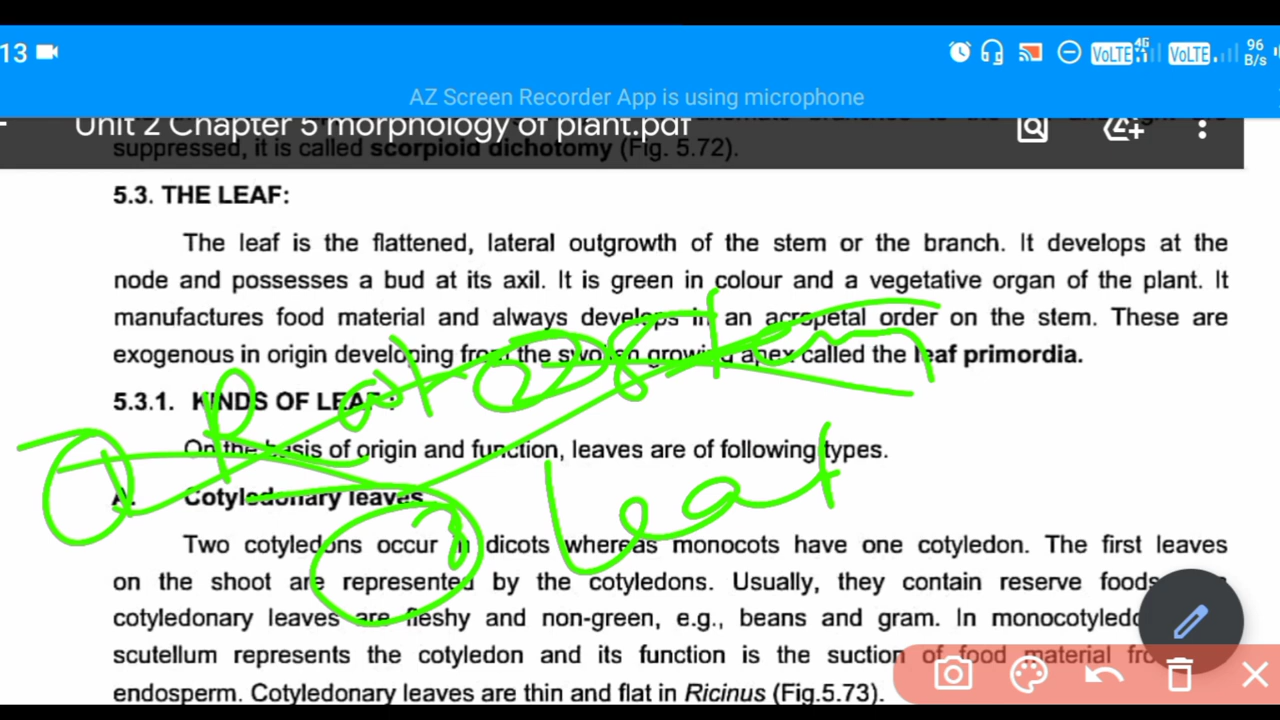 13 VoLTE 4G VoLTE 96 B/s
AZ Screen Recorder App is using microphone
Unit 2 Chapter 5 morphology of plant.pdf
suppressed, it is called scorpioid dichotomy (Fig. 5.72).
5.3. THE LEAF:
The leaf is the flattened, lateral outgrowth of the stem or the branch. It develops at the
node and possesses a bud at its axil. It is green in colour and a vegetative organ of the plant. It
manufactures food material and always develops in an acropetal order on the stem. These are
exogenous in origin developing from the swollen growing apex called the leaf primordia.
5.3.1. KINDS OF LEAF :
On the basis of origin and function, leaves are of following types.
A. Cotyledonary leaves
Two cotyledons occur in dicots whereas monocots have one cotyledon. The first leaves
on the shoot are represented by the cotyledons. Usually, they contain reserve foods
cotyledonary leaves are fleshy and non-green, e.g., beans and gram. In monocotyled
scutellum represents the cotyledon and its function is the suction of food material fr
endosperm. Cotyledonary leaves are thin and flat in Ricinus (Fig.5.73).
2 stem
3 Leaf